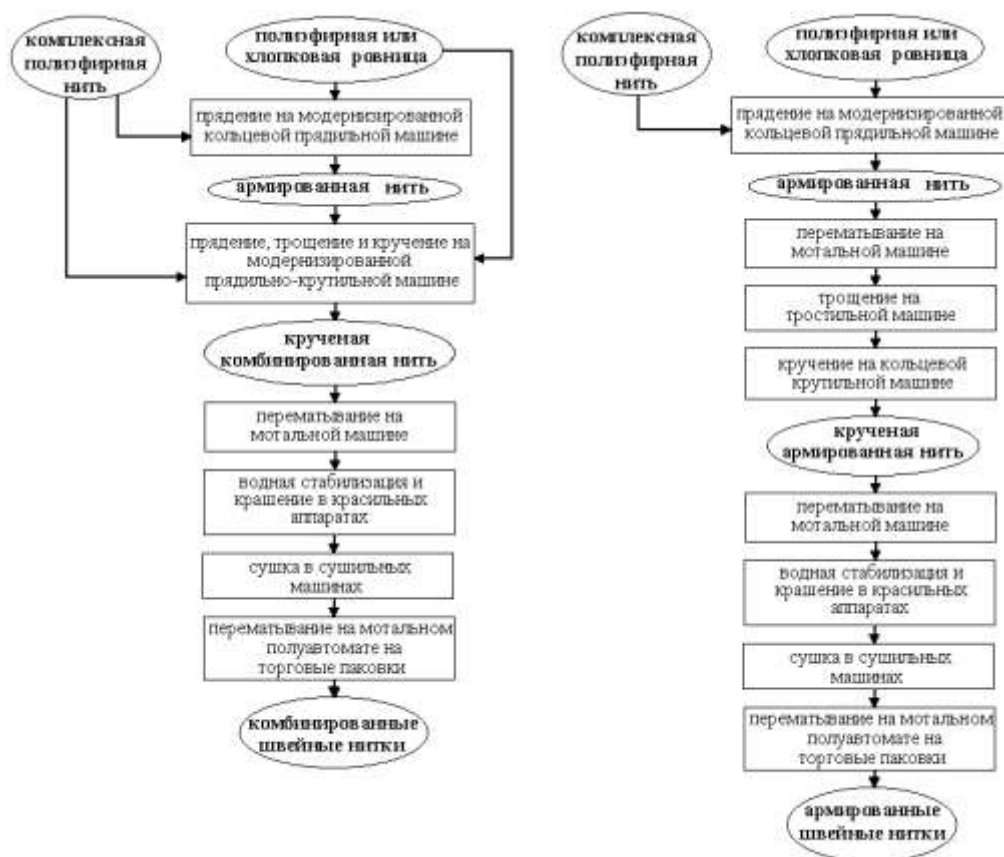 комплексная
полиэфирная
нить
полиэфирная или
хлопковая ровница
прядение на модернизированной
кольцевой прядильной машине
армированная нить
прядение, трощение и кручение на
модернизированной
прядильно-крутильной машине
крученая
комбинированная нить
перематывание на
мотальной машине
водная стабилизация и
крашение в красильных
аппаратах
сушка в сушильных
машинах
перематывание на мотальном
полуавтомате на
торговые паковки
комбинированные
швейные нитки
комплексная
полиэфирная
нить
полиэфирная или
хлопковая ровница
прядение на модернизированной
кольцевой прядильной машине
армированная нить
перематывание на
мотальной машине
трощение на
тростильной машине
кручение на кольцевой
крутильной машине
крученая
армированная нить
перематывание на
мотальной машине
водная стабилизация и
крашение в красильных
аппаратах
сушка в сушильных
машинах
перематывание на мотальном
полуавтомате на
торговые паковки
армированные
швейные нитки